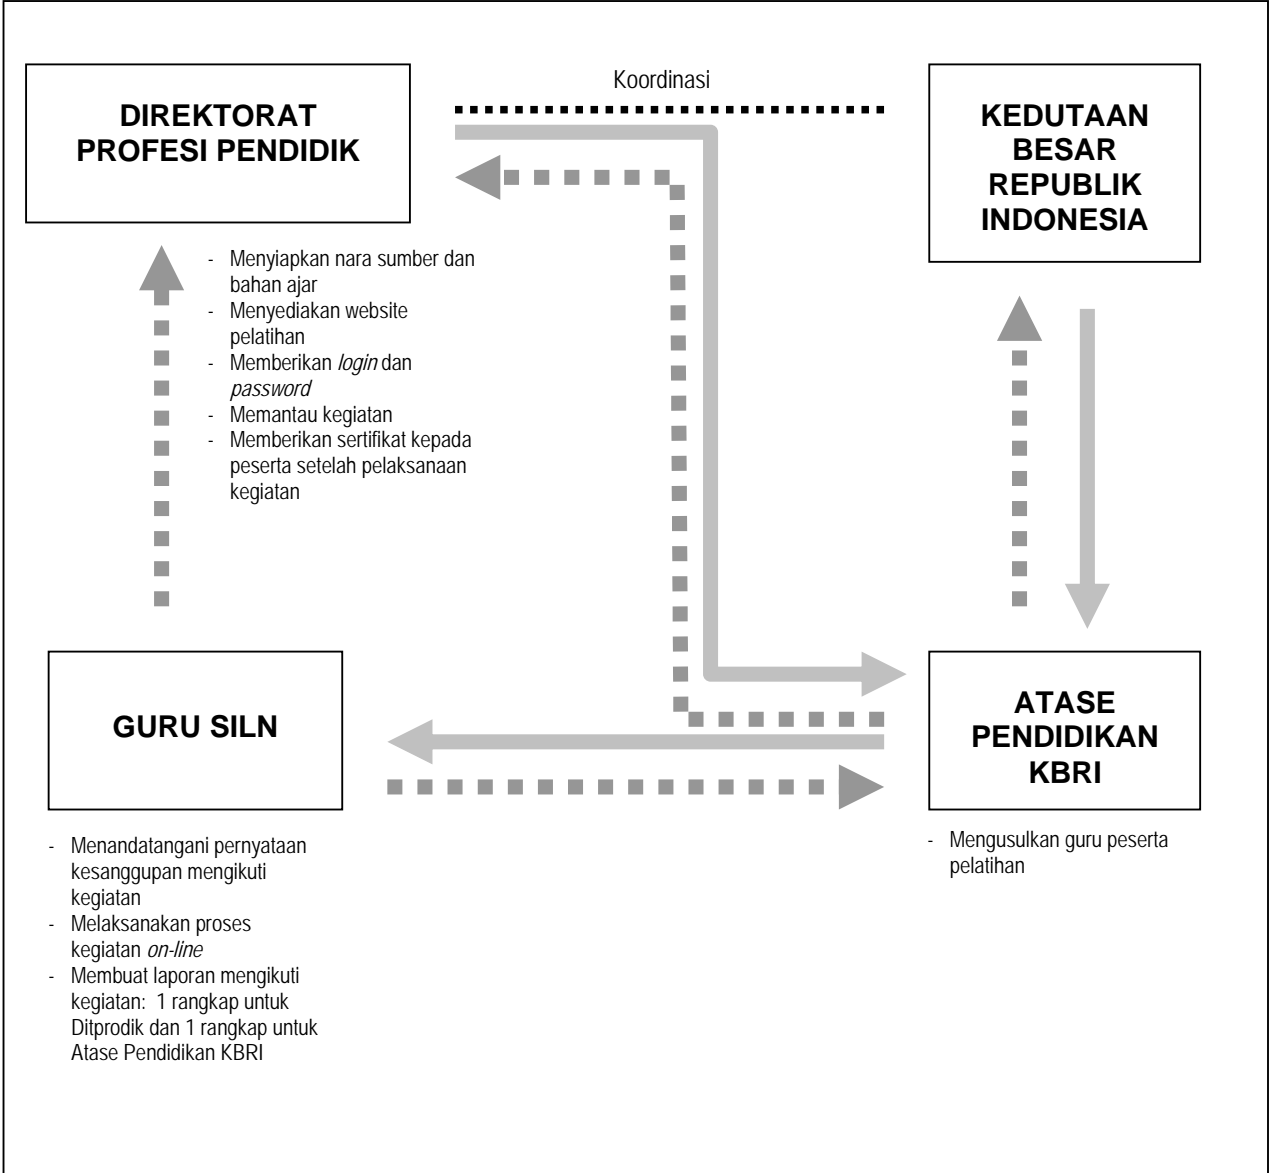 Koordinasi
DIREKTORAT
PROFESI PENDIDIK
KEDUTAAN
BESAR
REPUBLIK
INDONESIA
- Menyiapkan nara sumber dan
bahan ajar
- Menyediakan website
pelatihan
- Memberikan login dan
password
- Memantau kegiatan
- Memberikan sertifikat kepada
peserta setelah pelaksanaan
kegiatan
GURU SILN
ATASE
PENDIDIKAN
KBRI
- Menandatangani pernyataan
kesanggupan mengikuti
kegiatan
- Melaksanakan proses
kegiatan on-line
- Membuat laporan mengikuti
kegiatan: 1 rangkap untuk
Ditprodik dan 1 rangkap untuk
Atase Pendidikan KBRI
- Mengusulkan guru peserta
pelatihan